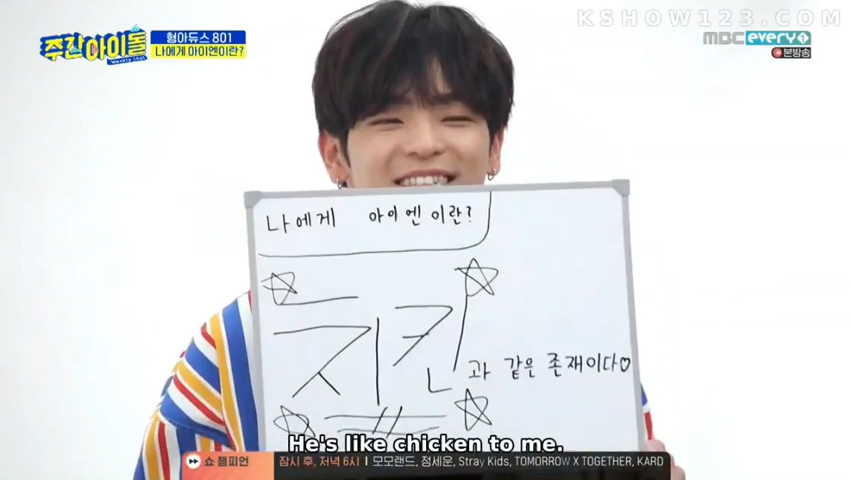 KSHOW123.COM
주간아이돌
Weekly Idol
형아듀스 801
나에게 아이엔이란?
MBC every1
본방송
나에게 아이엔이란?
치킨
과 같은 존재이다♡
He's like chicken to me.
쇼 챔피언
잠시 후, 저녁 6시 I 모모랜드, 정세운, Stray Kids, TOMORROW X TOGETHER, KARD